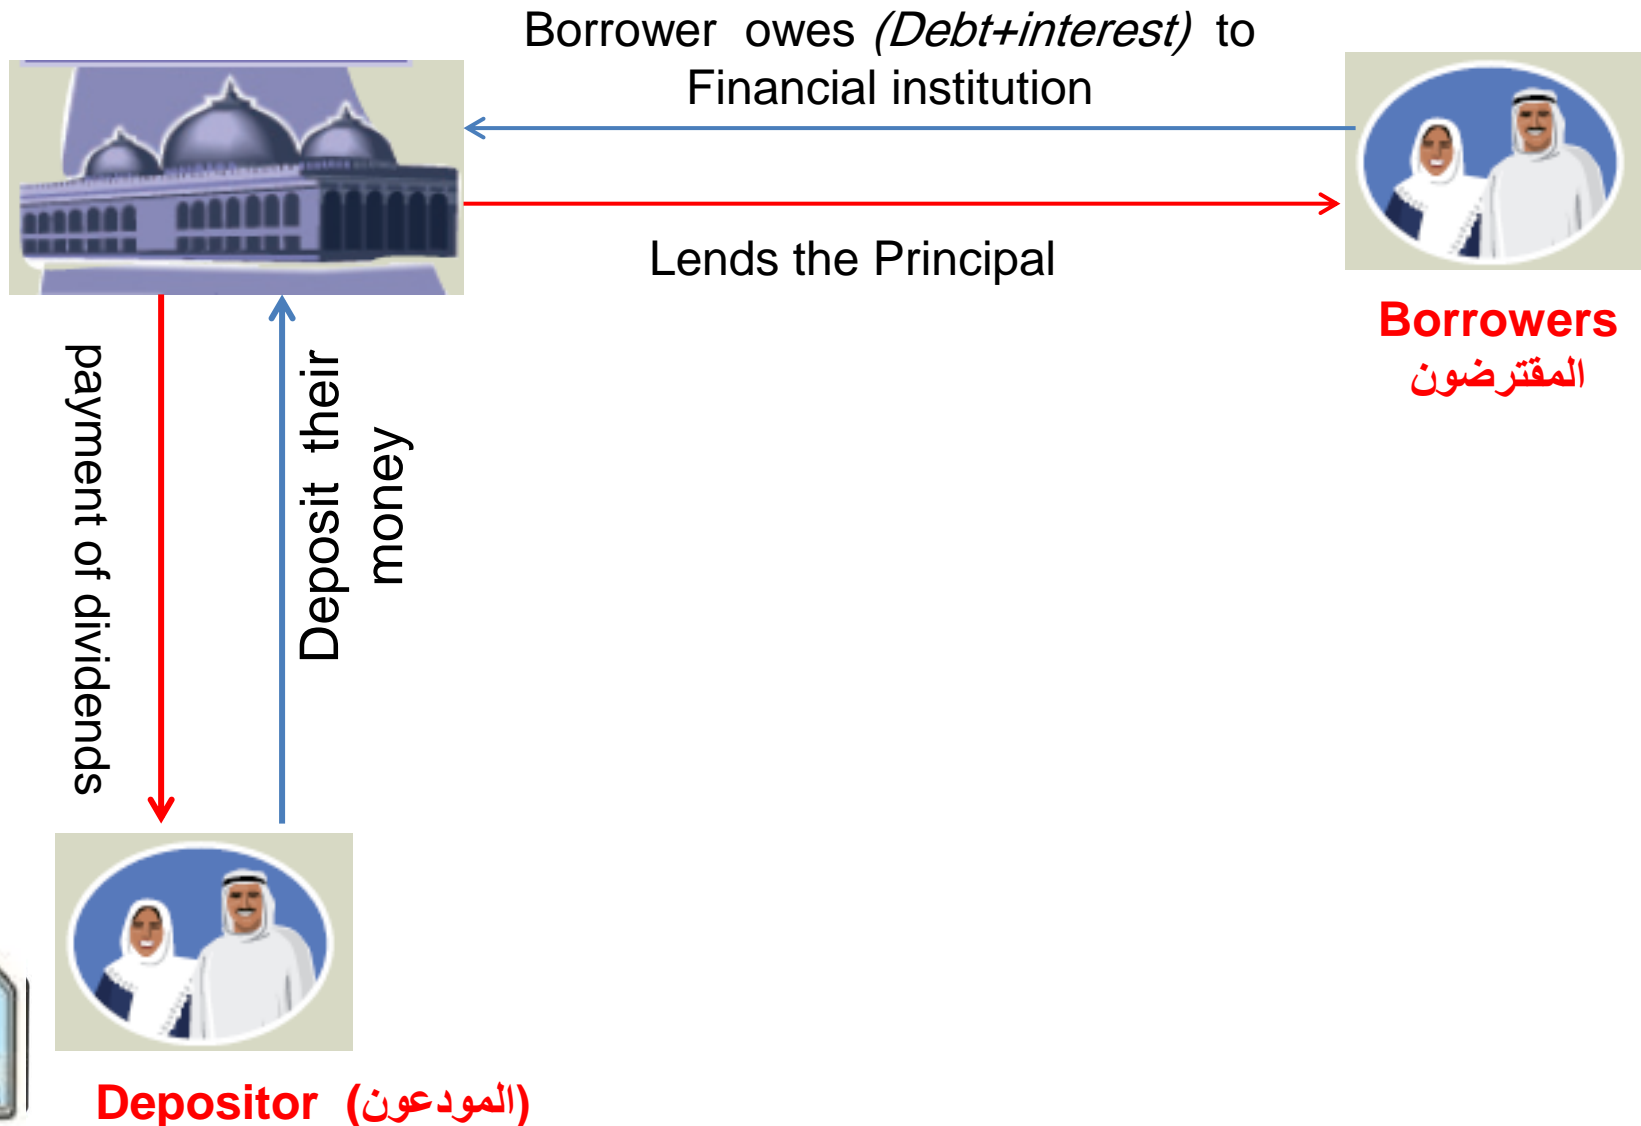 Borrower owes (Debt+interest) to
Financial institution
Lends the Principal
Borrowers
المقترضون
payment of dividends
Deposit their
money
Depositor (المودعون)